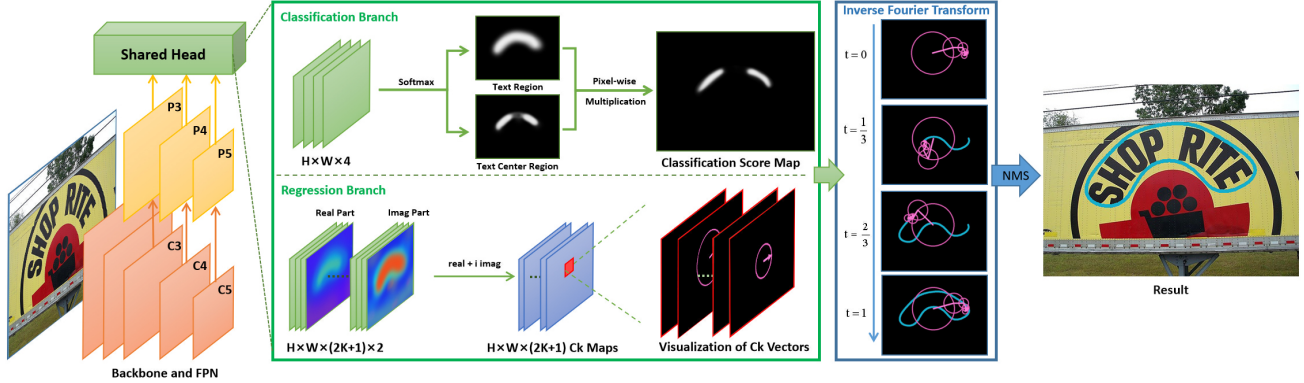 Shared Head
P3
P4
P5
C3
C4
C5
SHOP RITE
Backbone and FPN
Classification Branch
H×W×4
Softmax
Text Region
Text Center Region
Pixel-wise
Multiplication
Classification Score Map
Regression Branch
Real Part
Imag Part
H×W×(2K+1)×2
real + i imag
H×W×(2K+1) Ck Maps
Visualization of Ck Vectors
Inverse Fourier Transform
t=0
t=1/3
t=2/3
t=1
NMS
SHOP RITE
Result